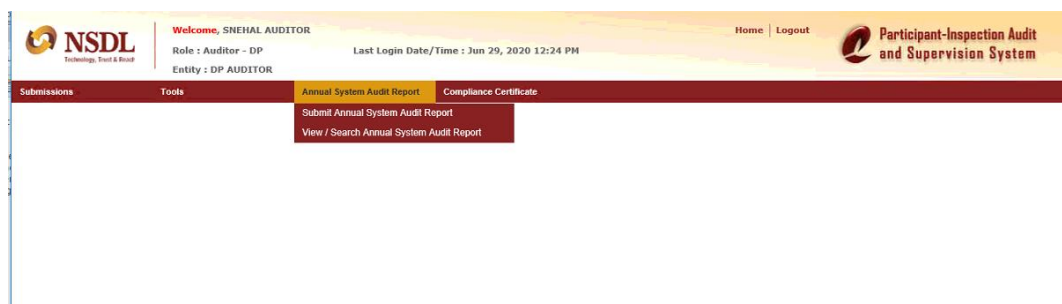 NSDL
Technology, Trust & Reach
Welcome, SNEHAL AUDITOR
Role : Auditor - DP
Last Login Date/Time : Jun 29, 2020 12:24 PM
Entity : DP AUDITOR
Home | Logout
Participant-Inspection Audit
and Supervision System
Submissions
Tools
Annual System Audit Report
Compliance Certificate
Submit Annual System Audit Report
View / Search Annual System Audit Report